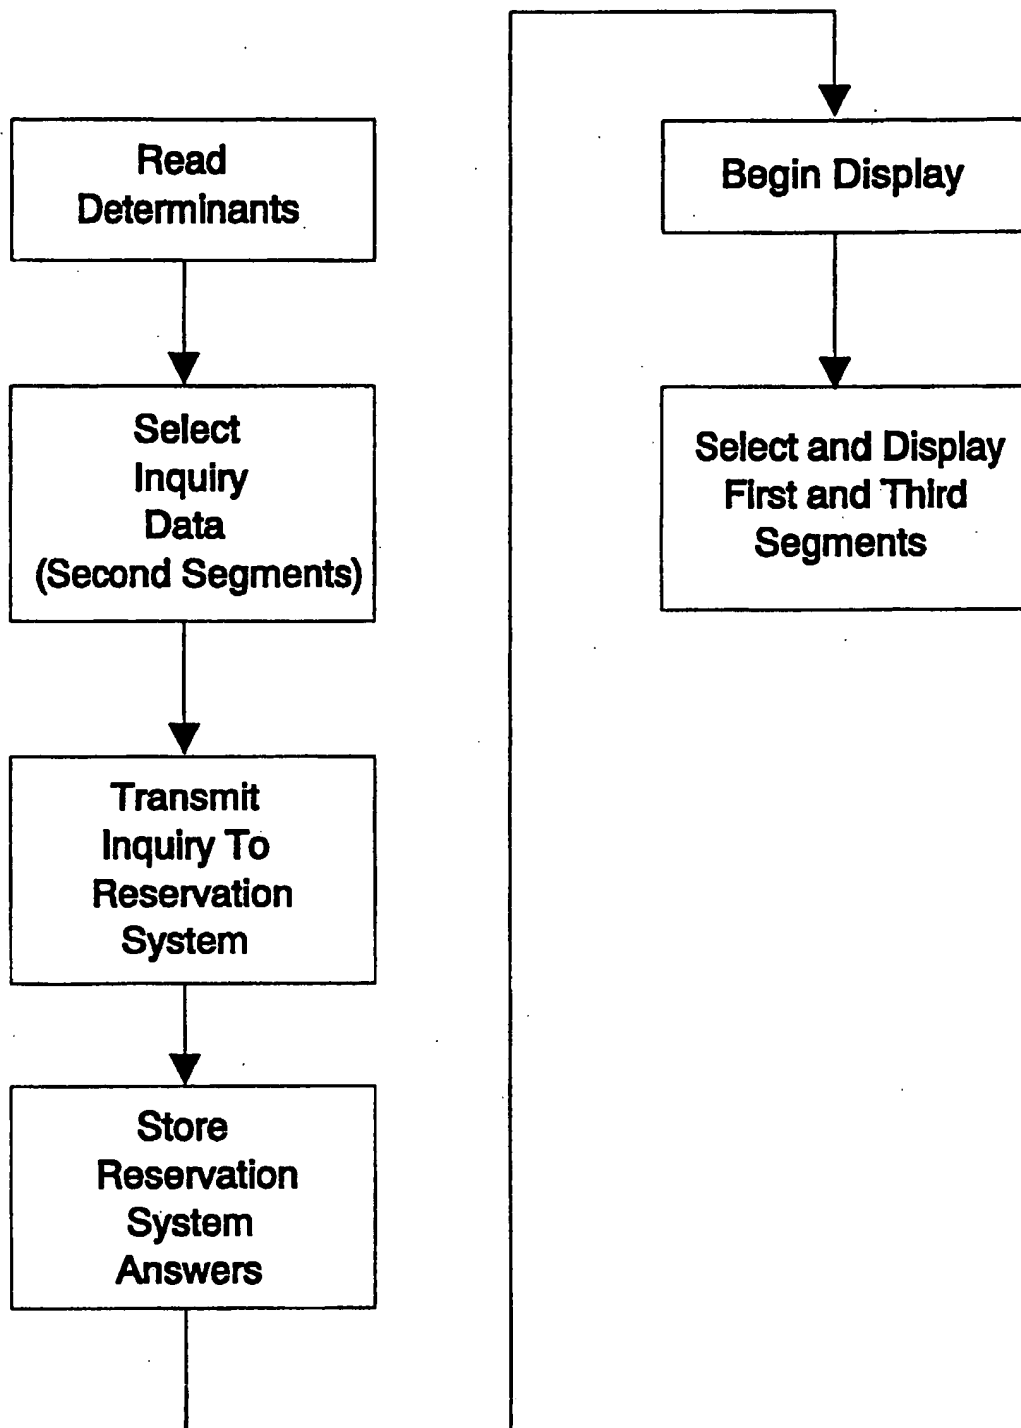 Read
Determinants
Select
Inquiry
Data
(Second Segments)
Transmit
Inquiry To
Reservation
System
Store
Reservation
System
Answers
Begin Display
Select and Display
First and Third
Segments